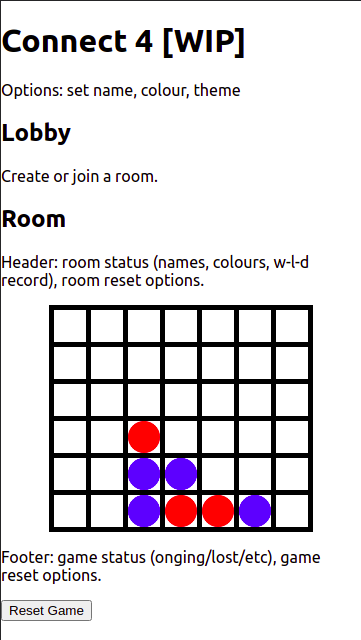 Connect 4 [WIP]
Options: set name, colour, theme
Lobby
Create or join a room.
Room
Header: room status (names, colours, w-l-d
record), room reset options.
Footer: game status (onging/lost/etc), game
reset options.
Reset Game